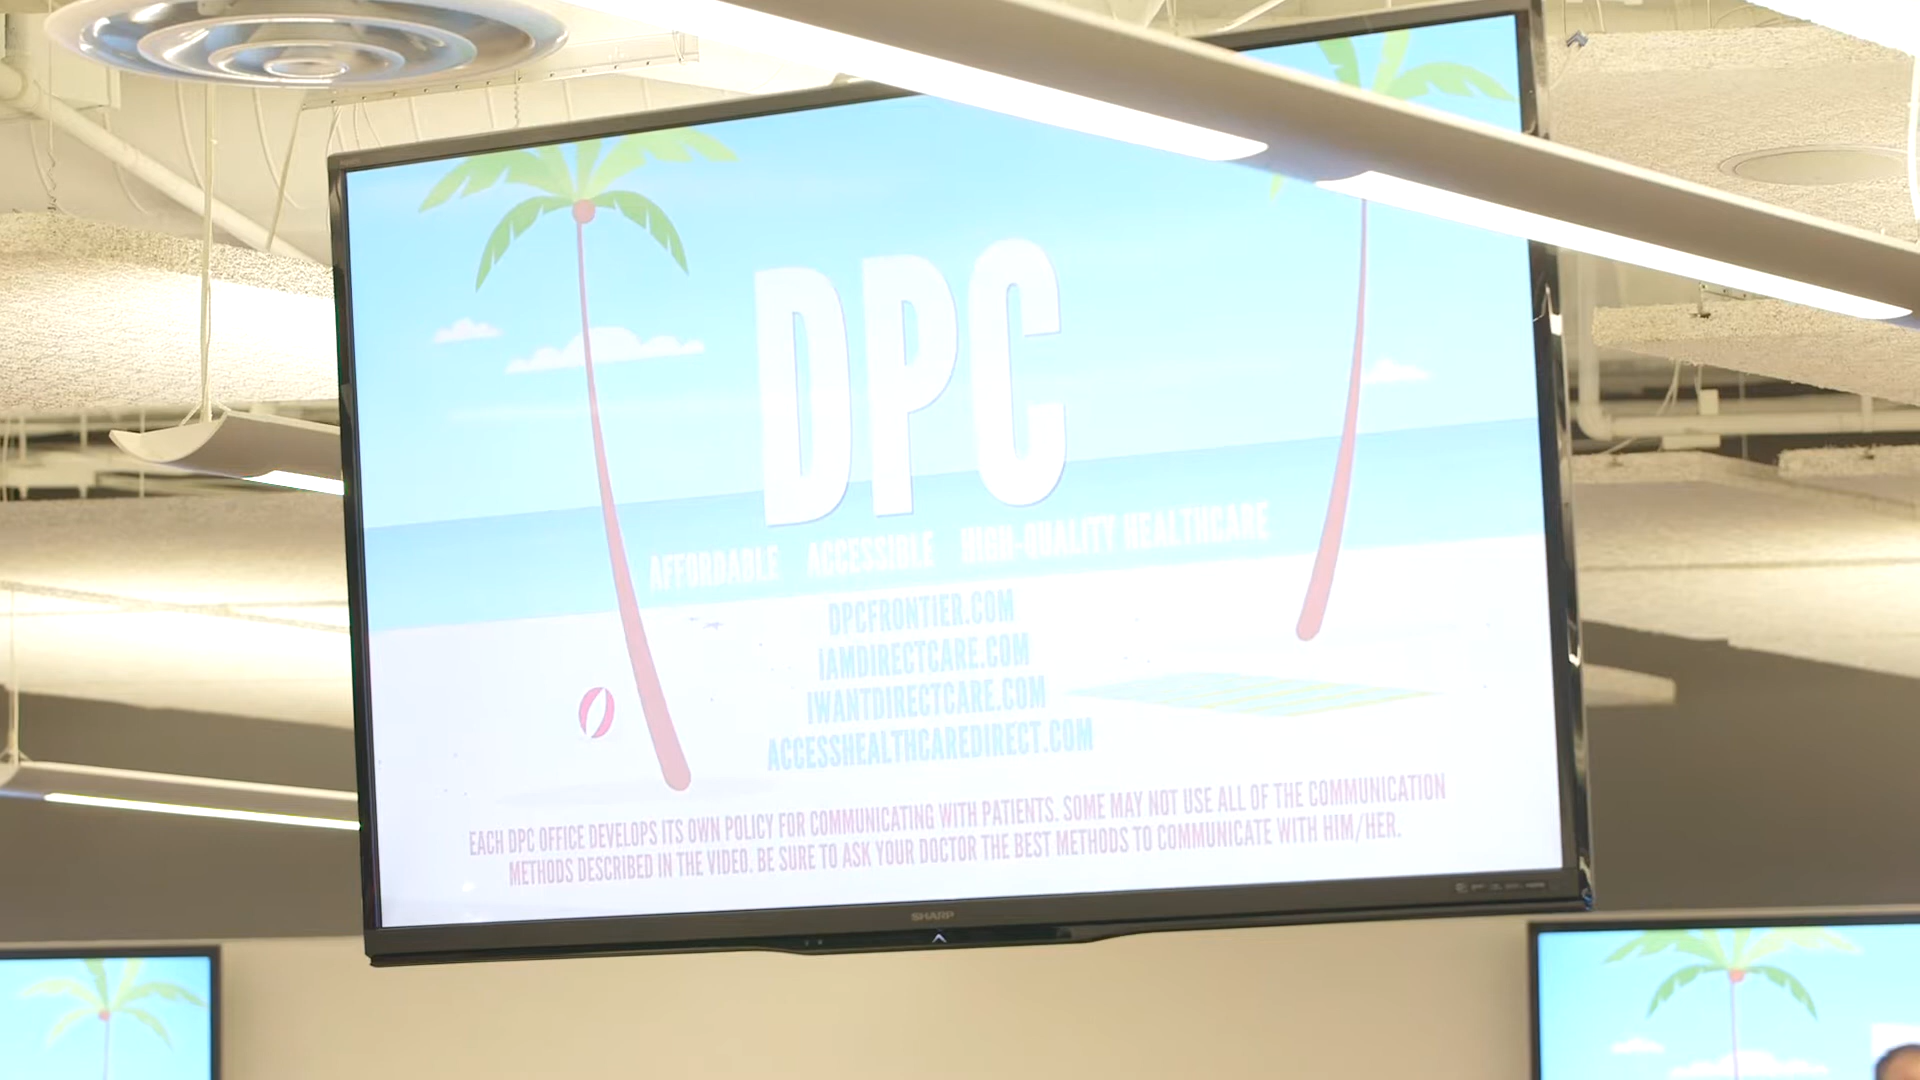 DPC
AFFORDABLE ACCESSIBLE HIGH-QUALITY HEALTHCARE
DPCFRONTIER.COM
IAMDIRECTCARE.COM
IWANTDIRECTCARE.COM
ACCESSHEALTHCAREDIRECT.COM
EACH DPC OFFICE DEVELOPS ITS OWN POLICY FOR COMMUNICATING WITH PATIENTS. SOME MAY NOT USE ALL OF THE COMMUNICATION
METHODS DESCRIBED IN THE VIDEO. BE SURE TO ASK YOUR DOCTOR THE BEST METHODS TO COMMUNICATE WITH HIM/HER.
SHARP